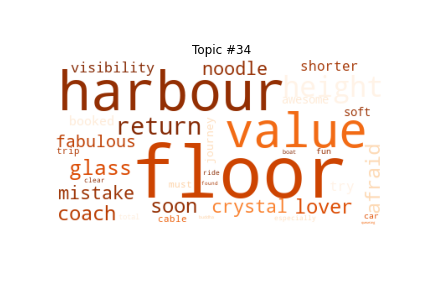 Topic #34
visibility noodle shorter
harbour height
awesome
booked return value soft
fabulous journey
trip boat fun
glass floor afraid
clear ride
must found try
mistake soon crystal lover
coach cable car